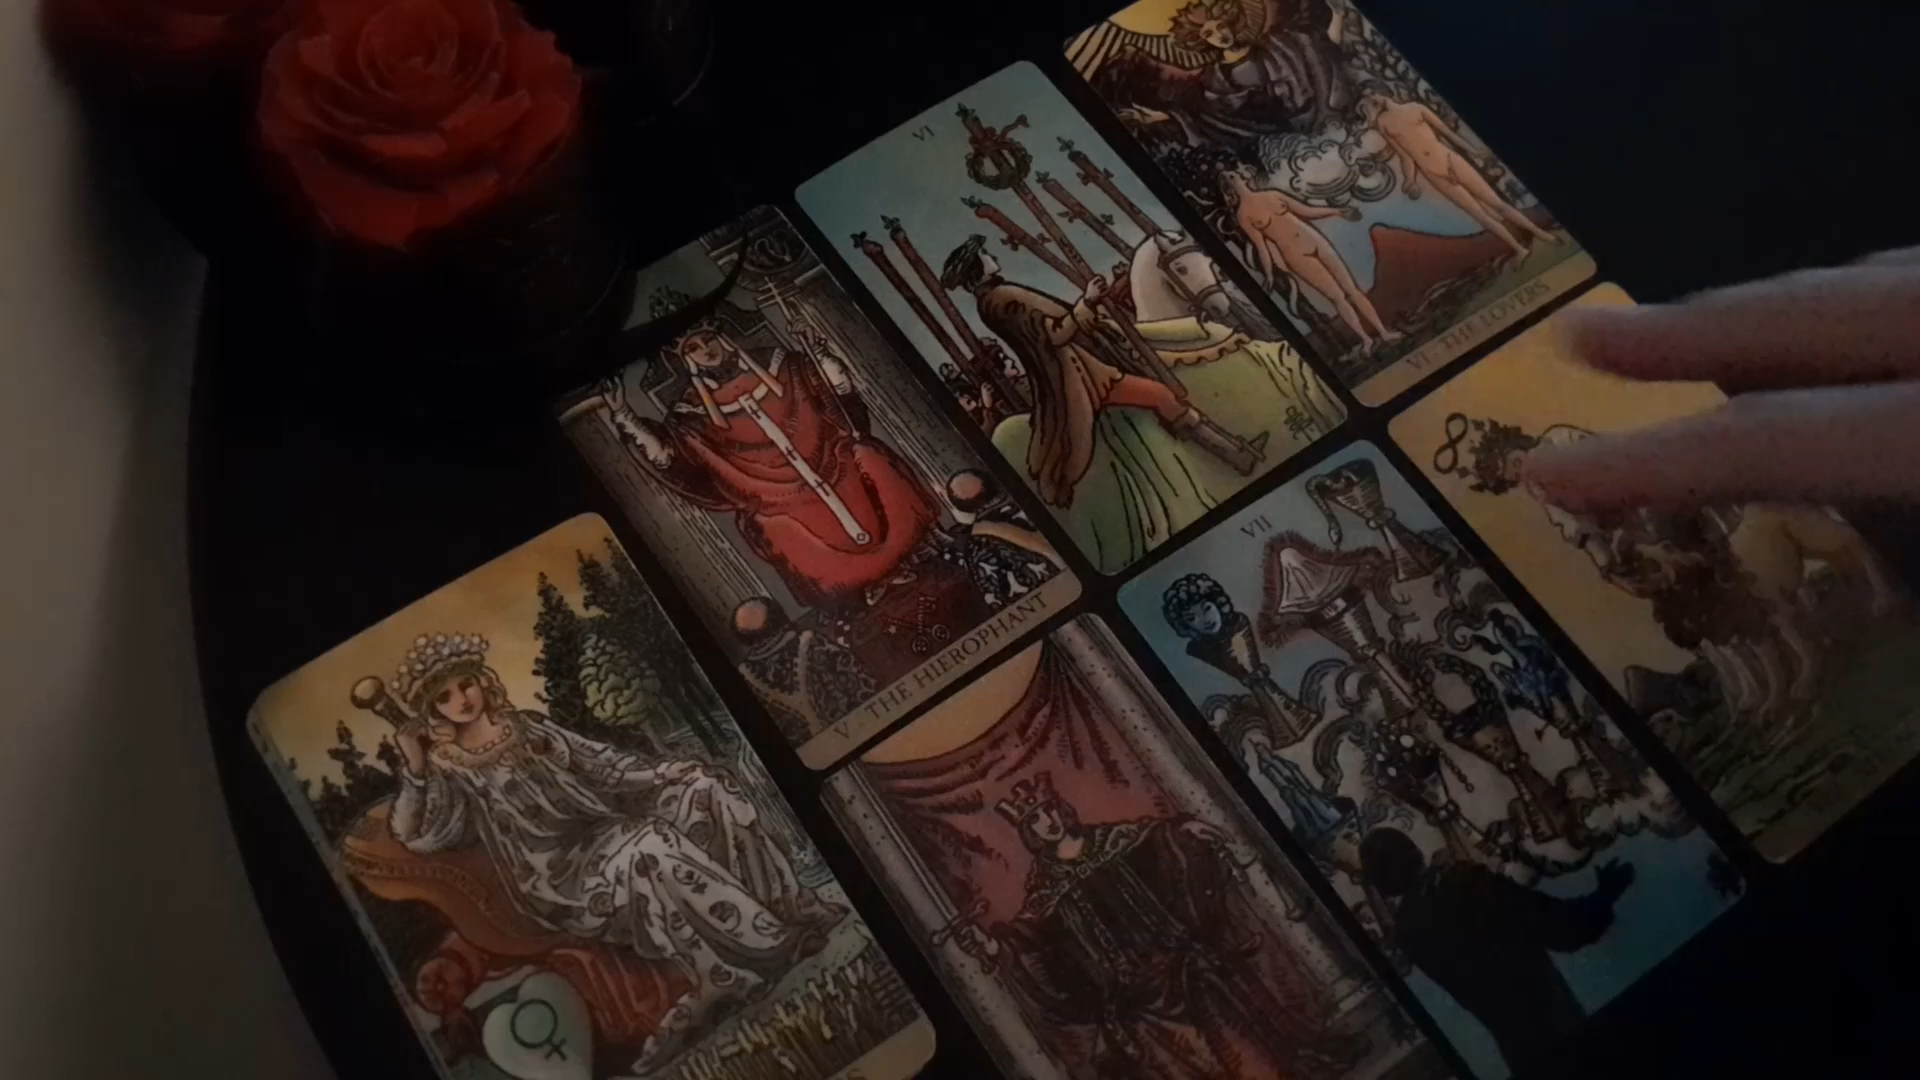 VI
VI - THE LOVERS
V - THE HIEROPHANT
VII